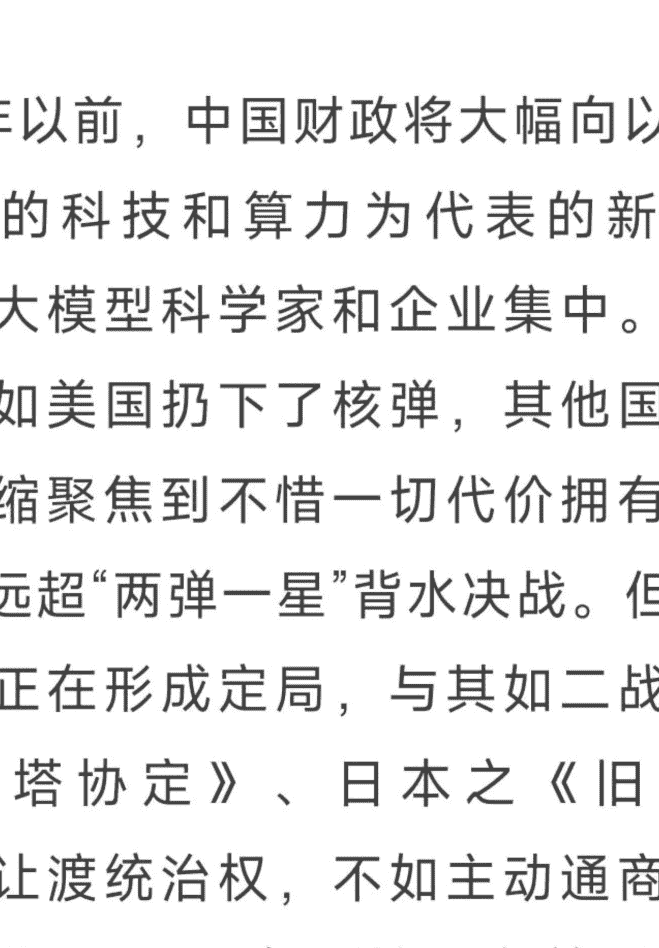 年以前，中国财政将大幅向以
的科技和算力为代表的新
大模型科学家和企业集中。
如美国扔下了核弹，其他国
缩聚焦到不惜一切代价拥有
远超“两弹一星”背水决战。但
正在形成定局，与其如二战
塔协定》、日本之《旧
让渡统治权，不如主动通商